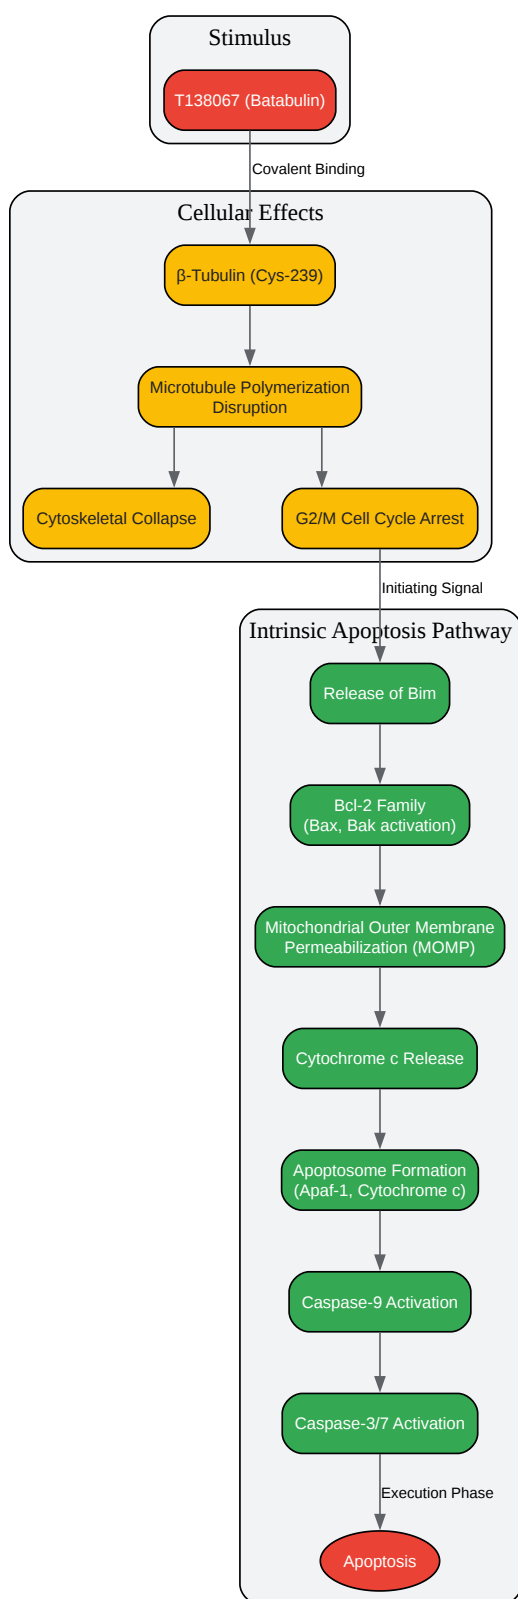 Stimulus
T138067 (Batabulin)
Covalent Binding
Cellular Effects
β-Tubulin (Cys-239)
Microtubule Polymerization
Disruption
Cytoskeletal Collapse
G2/M Cell Cycle Arrest
Initiating Signal
Intrinsic Apoptosis Pathway
Release of Bim
Bcl-2 Family
(Bax, Bak activation)
Mitochondrial Outer Membrane
Permeabilization (MOMP)
Cytochrome c Release
Apoptosome Formation
(Apaf-1, Cytochrome c)
Caspase-9 Activation
Caspase-3/7 Activation
Execution Phase
Apoptosis